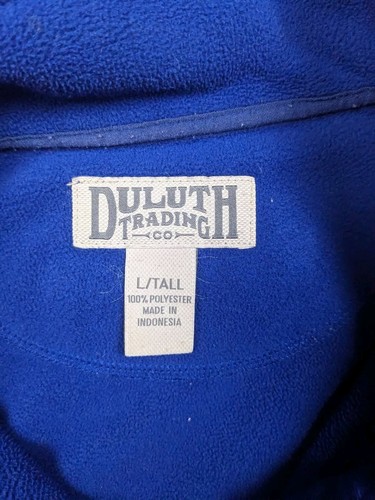 DULUTH
TRADING
CO
L/TALL
100% POLYESTER
MADE IN
INDONESIA